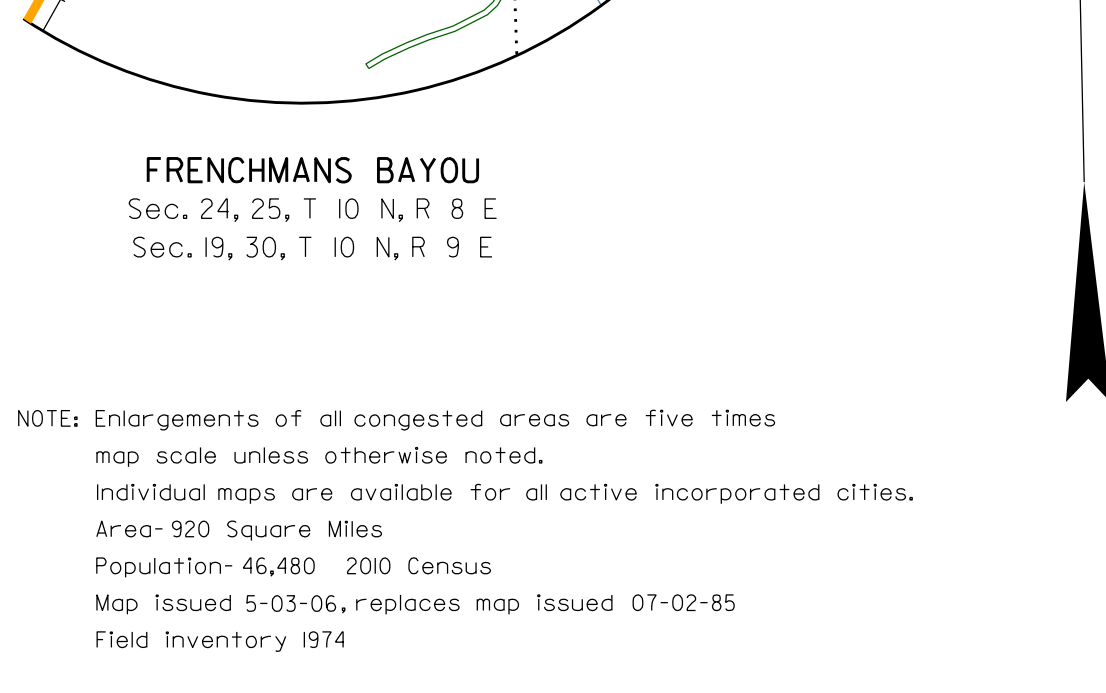 FRENCHMANS BAYOU
Sec. 24, 25, T 10 N, R 8 E
Sec. 19, 30, T 10 N, R 9 E
NOTE: Enlargements of all congested areas are five times
map scale unless otherwise noted.
Individual maps are available for all active incorporated cities.
Area- 920 Square Miles
Population- 46,480 2010 Census
Map issued 5-03-06, replaces map issued 07-02-85
Field inventory 1974